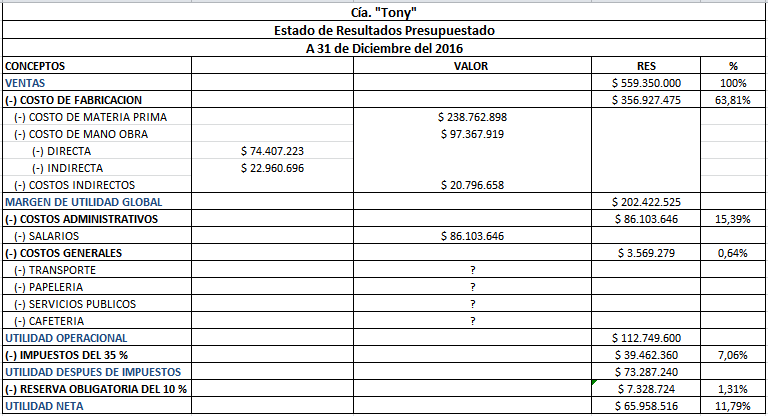 Cía. "Tony"
Estado de Resultados Presupuestado
A 31 de Diciembre del 2016
CONCEPTOS VALOR RES %
VENTAS $ 559.350.000 100%
(-) COSTO DE FABRICACION $ 356.927.475 63,81%
(-) COSTO DE MATERIA PRIMA $ 238.762.898
(-) COSTO DE MANO OBRA $ 97.367.919
(-) DIRECTA $ 74.407.223
(-) INDIRECTA $ 22.960.696
(-) COSTOS INDIRECTOS $ 20.796.658
MARGEN DE UTILIDAD GLOBAL $ 202.422.525
(-) COSTOS ADMINISTRATIVOS $ 86.103.646 15,39%
(-) SALARIOS $ 86.103.646
(-) COSTOS GENERALES $ 3.569.279 0,64%
(-) TRANSPORTE ?
(-) PAPELERIA ?
(-) SERVICIOS PUBLICOS ?
(-) CAFETERIA ?
UTILIDAD OPERACIONAL $ 112.749.600
(-) IMPUESTOS DEL 35 % $ 39.462.360 7,06%
UTILIDAD DESPUES DE IMPUESTOS $ 73.287.240
(-) RESERVA OBLIGATORIA DEL 10 % $ 7.328.724 1,31%
UTILIDAD NETA $ 65.958.516 11,79%